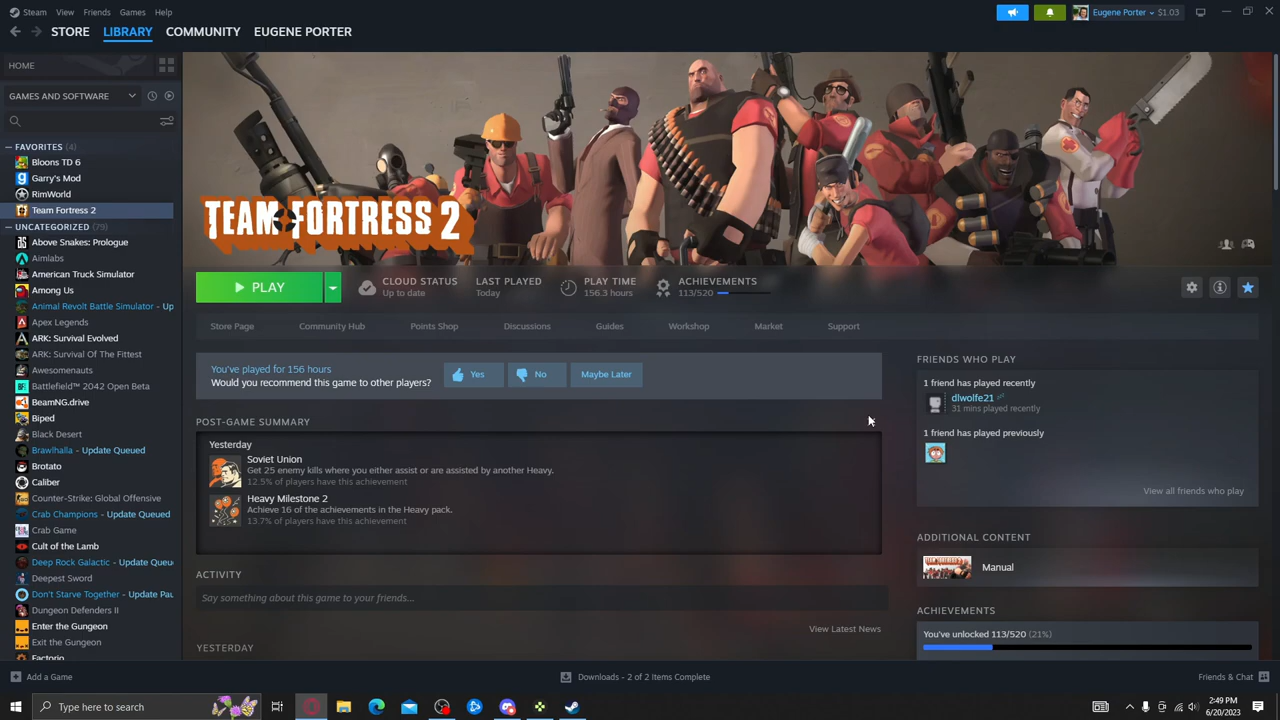 Steam View Friends Games Help
Eugene Porter $1.03
STORE LIBRARY COMMUNITY EUGENE PORTER
HOME
GAMES AND SOFTWARE
FAVORITES (4)
Bloons TD 6
Garry's Mod
RimWorld
Team Fortress 2
UNCATEGORIZED (79)
Above Snakes: Prologue
Aimlabs
American Truck Simulator
Among Us
Animal Revolt Battle Simulator - Up
Apex Legends
ARK: Survival Evolved
ARK: Survival Of The Fittest
Awesomenauts
Battlefield™ 2042 Open Beta
BeamNG.drive
Biped
Black Desert
Brawlhalla - Update Queued
Brotato
Caliber
Counter-Strike: Global Offensive
Crab Champions - Update Queued
Crab Game
Cult of the Lamb
Deep Rock Galactic - Update Queu
Deepest Sword
Don't Starve Together - Update Pau
Dungeon Defenders II
Enter the Gungeon
Exit the Gungeon
Factorio
TEAM FORTRESS 2
PLAY
CLOUD STATUS
Up to date
LAST PLAYED
Today
PLAY TIME
156.3 hours
ACHIEVEMENTS
113/520
Store Page Community Hub Points Shop Discussions Guides Workshop Market Support
You've played for 156 hours
Would you recommend this game to other players?
Yes No Maybe Later
POST-GAME SUMMARY
Yesterday
Soviet Union
Get 25 enemy kills where you either assist or are assisted by another Heavy.
12.5% of players have this achievement
Heavy Milestone 2
Achieve 16 of the achievements in the Heavy pack.
13.7% of players have this achievement
ACTIVITY
Say something about this game to your friends...
View Latest News
YESTERDAY
FRIENDS WHO PLAY
1 friend has played recently
dlwolfe21
31 mins played recently
1 friend has played previously
View all friends who play
ADDITIONAL CONTENT
Manual
ACHIEVEMENTS
You've unlocked 113/520 (21%)
Add a Game
Downloads - 2 of 2 Items Complete
Friends & Chat
Type here to search
2:49 PM
6/20/2023